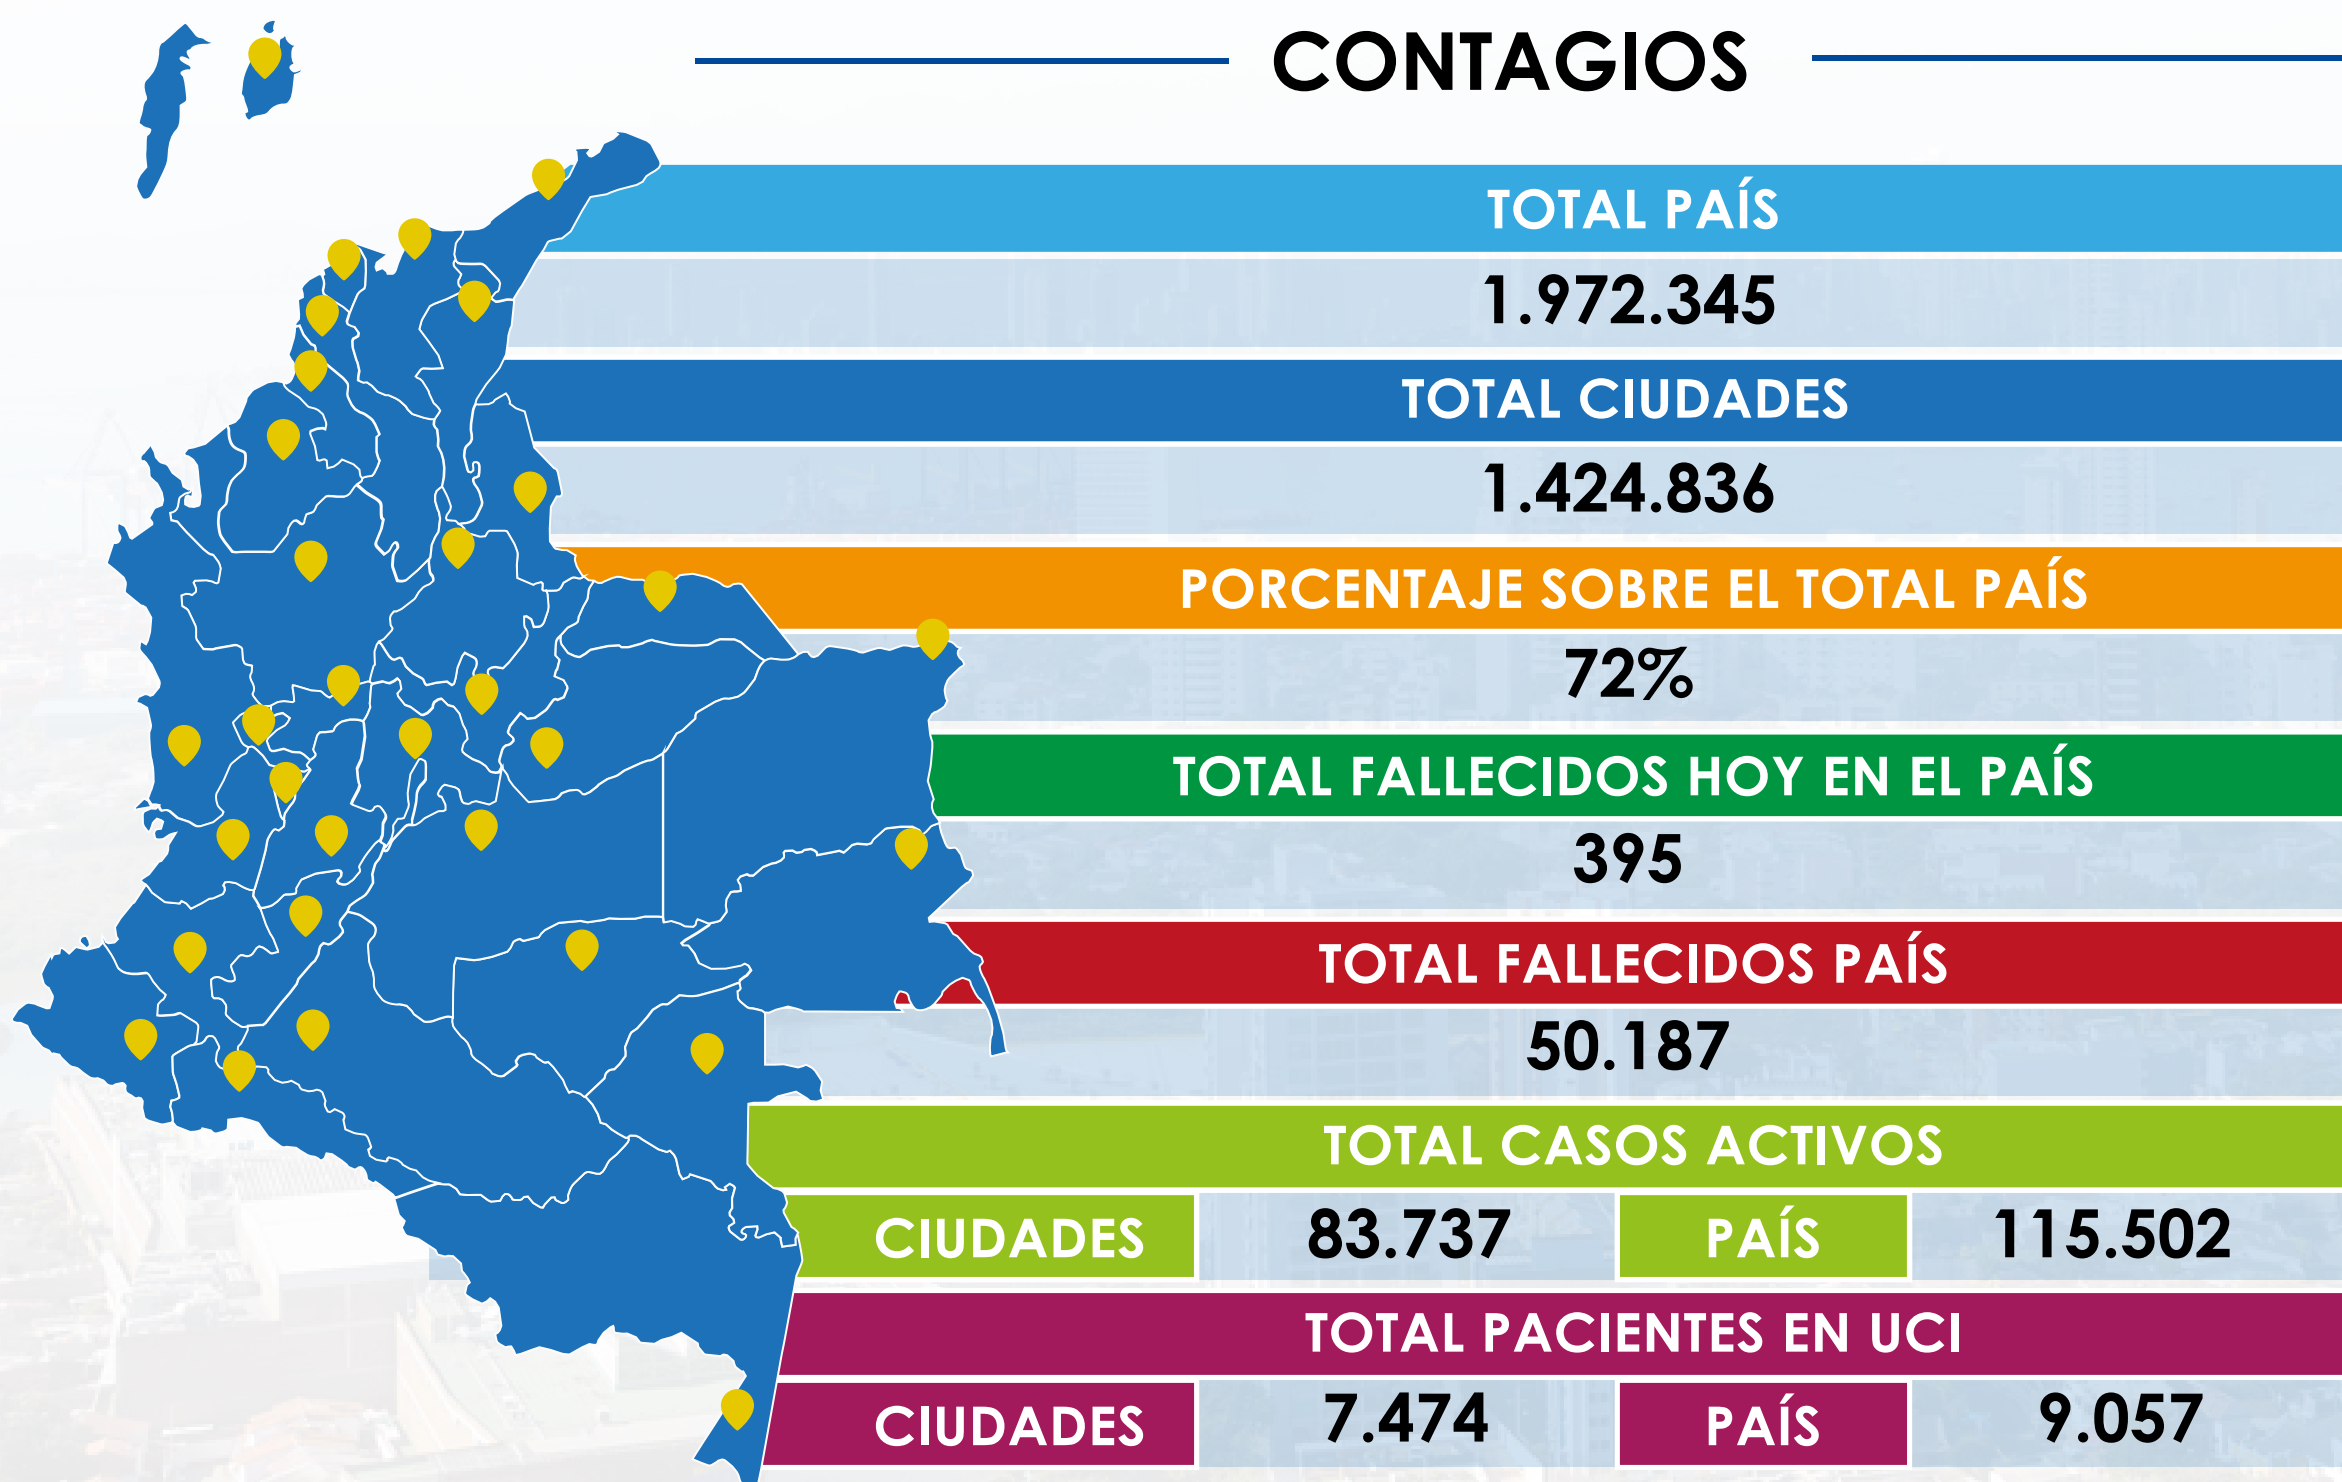 CONTAGIOS
TOTAL PAÍS
1.972.345
TOTAL CIUDADES
1.424.836
PORCENTAJE SOBRE EL TOTAL PAÍS
72%
TOTAL FALLECIDOS HOY EN EL PAÍS
395
TOTAL FALLECIDOS PAÍS
50.187
TOTAL CASOS ACTIVOS
CIUDADES 83.737 PAÍS 115.502
TOTAL PACIENTES EN UCI
CIUDADES 7.474 PAÍS 9.057